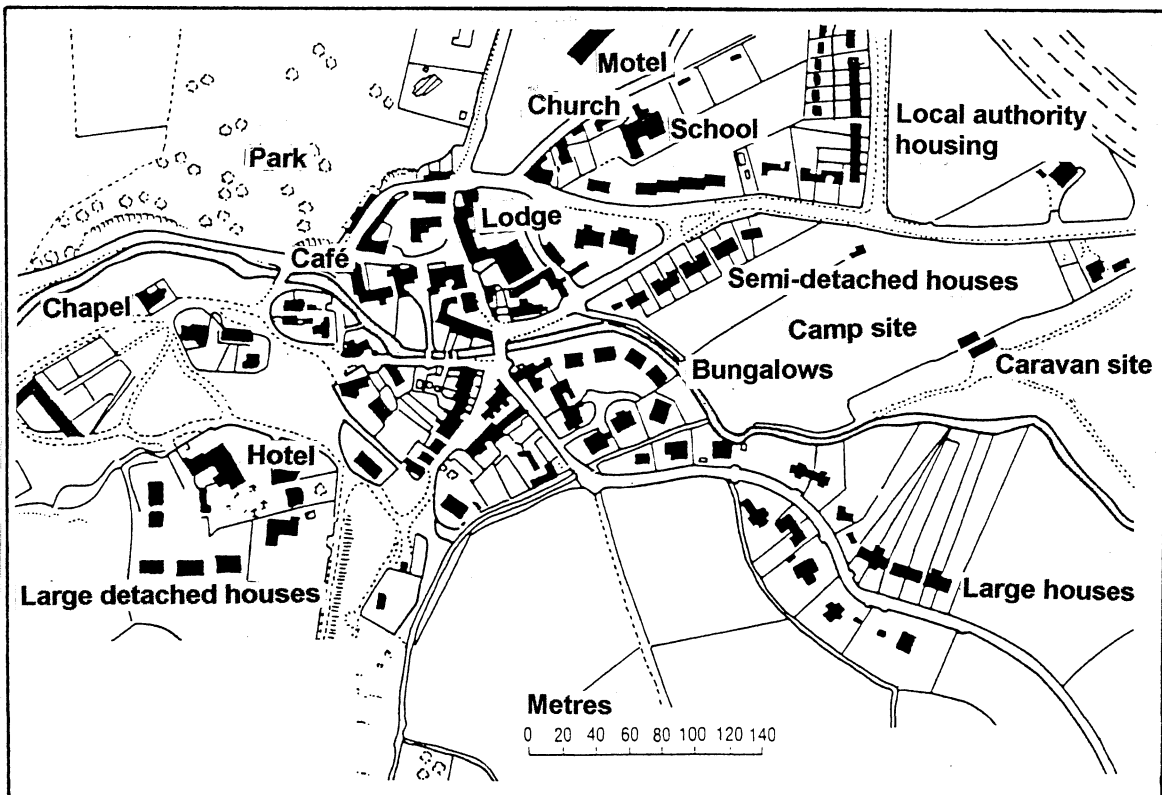 Motel
Church
School
Local authority
housing
Park
Lodge
Café
Semi-detached houses
Chapel
Camp site
Bungalows
Caravan site
Hotel
Large detached houses
Large houses
Metres
0 20 40 60 80 100 120 140